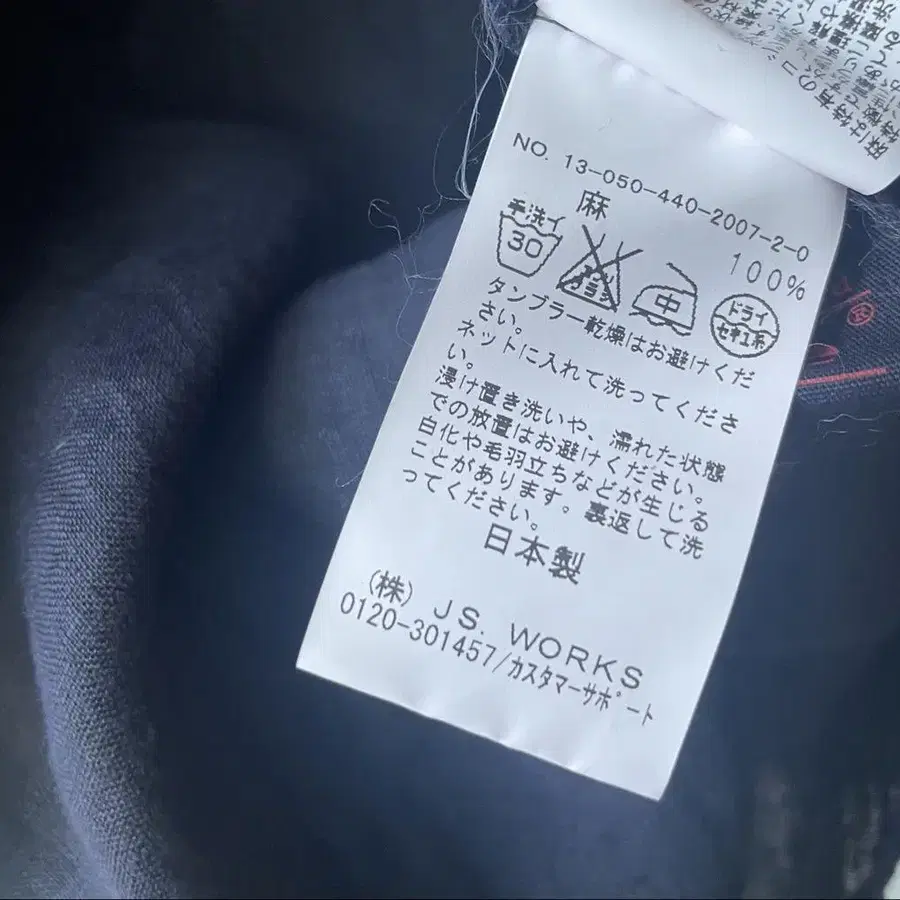 NO. 13-050-440-2007-2-0
麻 100%
手洗イ
30
エンソ
サラシ
中
ドライ
セキユ系
タンブラー乾燥はお避けくだ
さい。
ネットに入れて洗ってくださ
い。
浸け置き洗いや、濡れた状態
での放置はお避けください。
白化や毛羽立ちなどが生じる
ことがあります。裏返して洗
ってください。
日本製
(株) JS. WORKS
0120-301457/カスタマーサポート
®